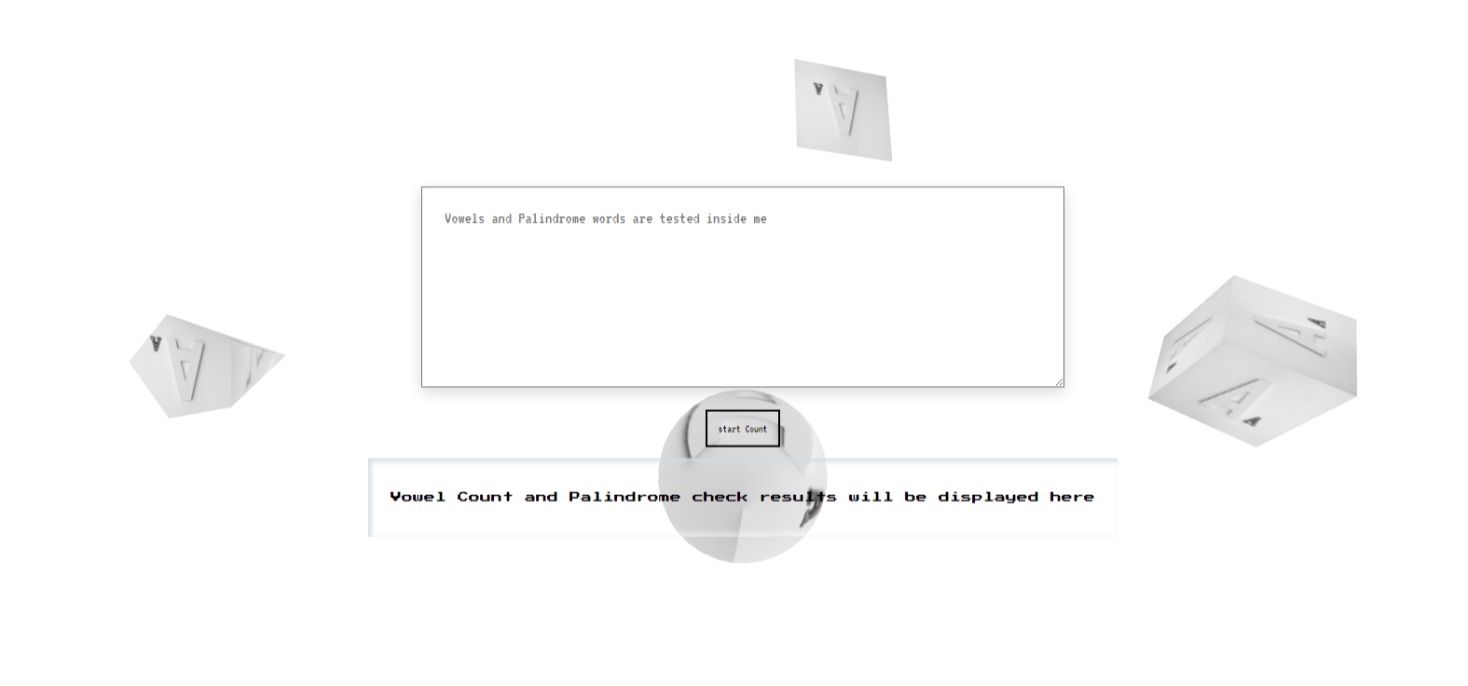 A A
Vowels and Palindrome words are tested inside me
A A
A A
A A
A A
start Count
Vowel Count and Palindrome check results will be displayed here
A